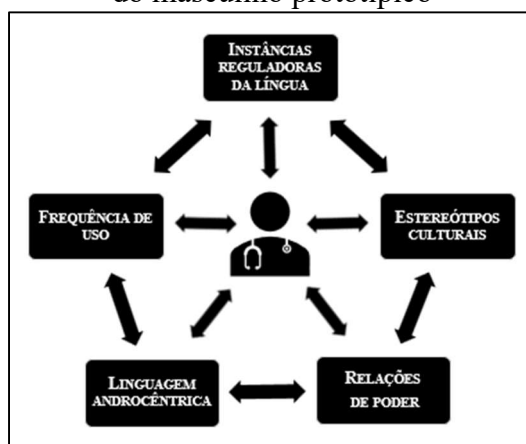 do masculino prototípico
INSTÂNCIAS
REGULADORAS
DA LÍNGUA
FREQUÊNCIA DE
USO
ESTEREÓTIPOS
CULTURAIS
LINGUAGEM
ANDROCÊNTRICA
RELAÇÕES
DE PODER